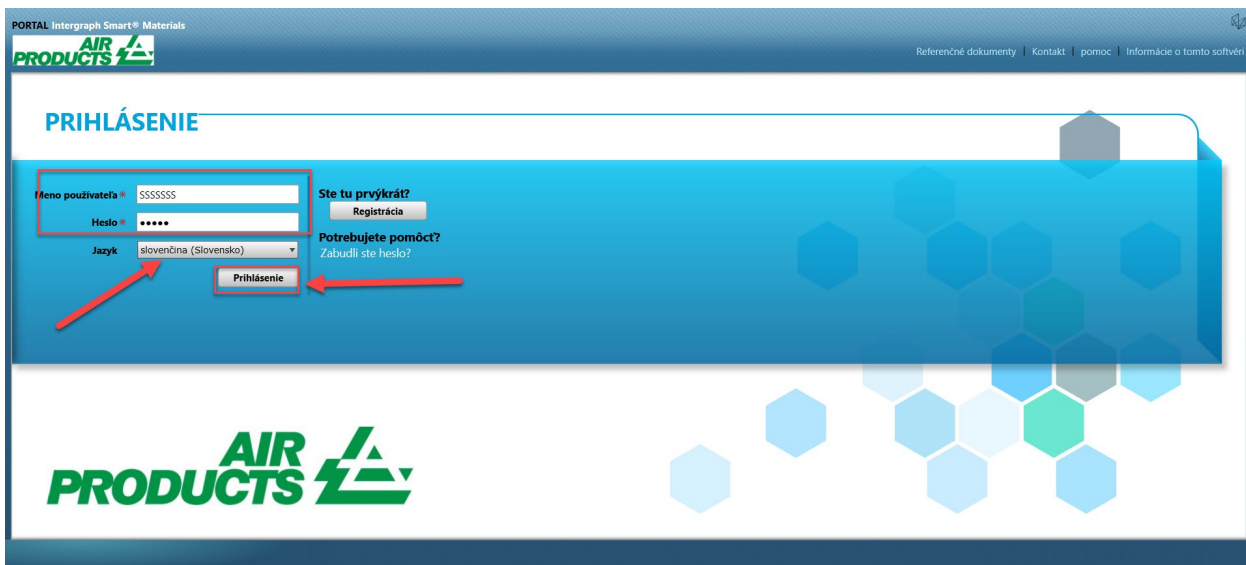 PORTAL Intergraph Smart® Materials
AIR
PRODUCTS
Referenčné dokumenty | Kontakt | pomoc | Informácie o tomto softvéri
PRIHLÁSENIE
Meno používateľa * SSSSSSS
Ste tu prvýkrát?
Registrácia
Heslo * •••••
Potrebujete pomôcť?
Jazyk slovenčina (Slovensko)
Zabudli ste heslo?
Prihlásenie
AIR
PRODUCTS